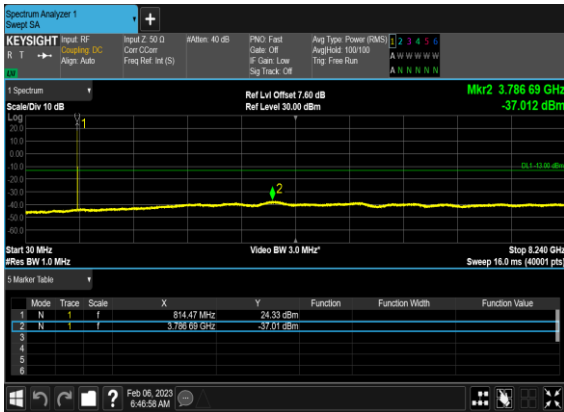 Spectrum Analyzer 1
Swept SA
KEYSIGHT Input: RF Input Z: 50 Ω #Atten: 40 dB PNO: Fast Avg Type: Power (RMS) 1 2 3 4 5 6
R T Coupling: DC Corr CCorr Gate: Off Avg|Hold: 100/100 A W W W W W
Align: Auto Freq Ref: Int (S) IF Gain: Low Trig: Free Run
Sig Track: Off A N N N N N
LXI
1 Spectrum Ref Lvl Offset 7.60 dB Mkr2 3.786 69 GHz
Scale/Div 10 dB Ref Level 30.00 dBm -37.012 dBm
Log
1
20.0
10.0
0.00
-10.0 DL1 -13.00 dBm
-20.0
-30.0 2
-40.0
-50.0
-60.0
Start 30 MHz Video BW 3.0 MHz* Stop 8.240 GHz
#Res BW 1.0 MHz Sweep 16.0 ms (40001 pts)
5 Marker Table
Mode Trace Scale X Y Function Function Width Function Value
1 N 1 f 814.47 MHz 24.33 dBm
2 N 1 f 3.786 69 GHz -37.01 dBm
3
4
5
6
? Feb 06, 2023
6:46:58 AM